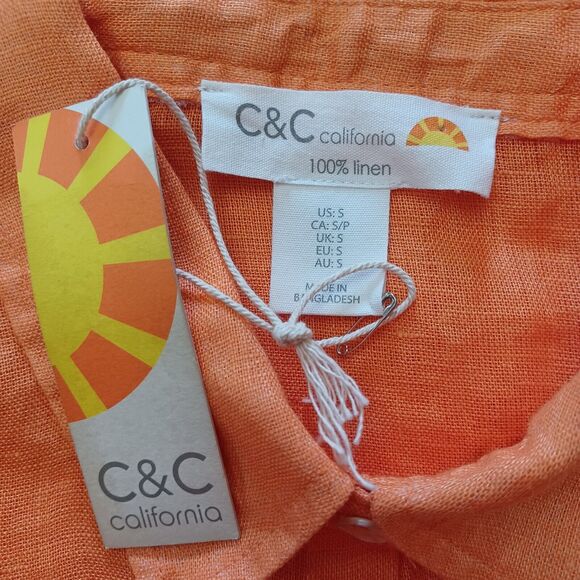 C&C california
100% linen
US: S
CA: S/P
UK: S
EU: S
AU: S
MADE IN
BANGLADESH
C&C
california